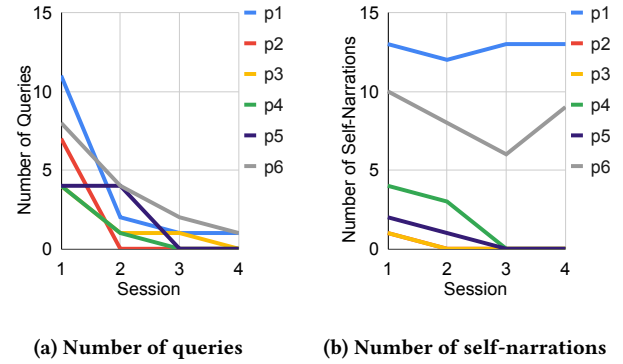 15
10
5
0
Number of Queries
1 2 3 4
Session
p1
p2
p3
p4
p5
p6
(a) Number of queries
15
10
5
0
Number of Self-Narrations
1 2 3 4
Session
p1
p2
p3
p4
p5
p6
(b) Number of self-narrations